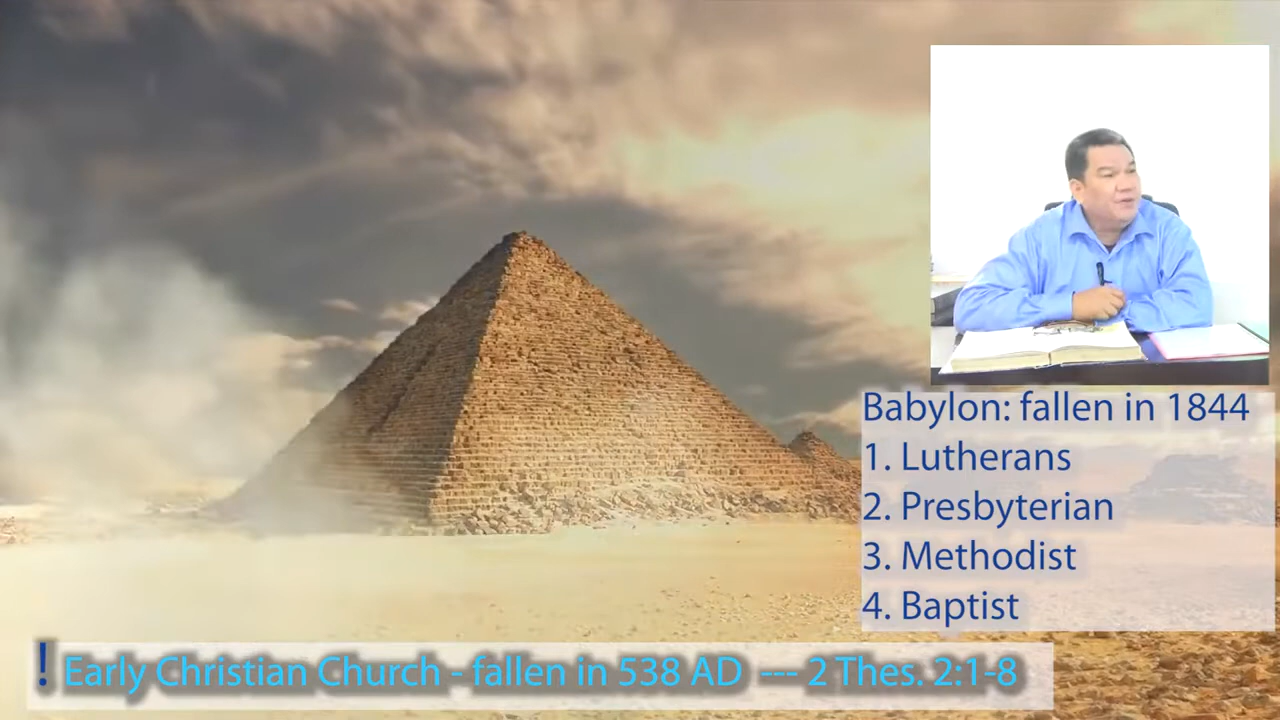 Babylon: fallen in 1844
1. Lutherans
2. Presbyterian
3. Methodist
4. Baptist
! Early Christian Church - fallen in 538 AD --- 2 Thes. 2:1-8